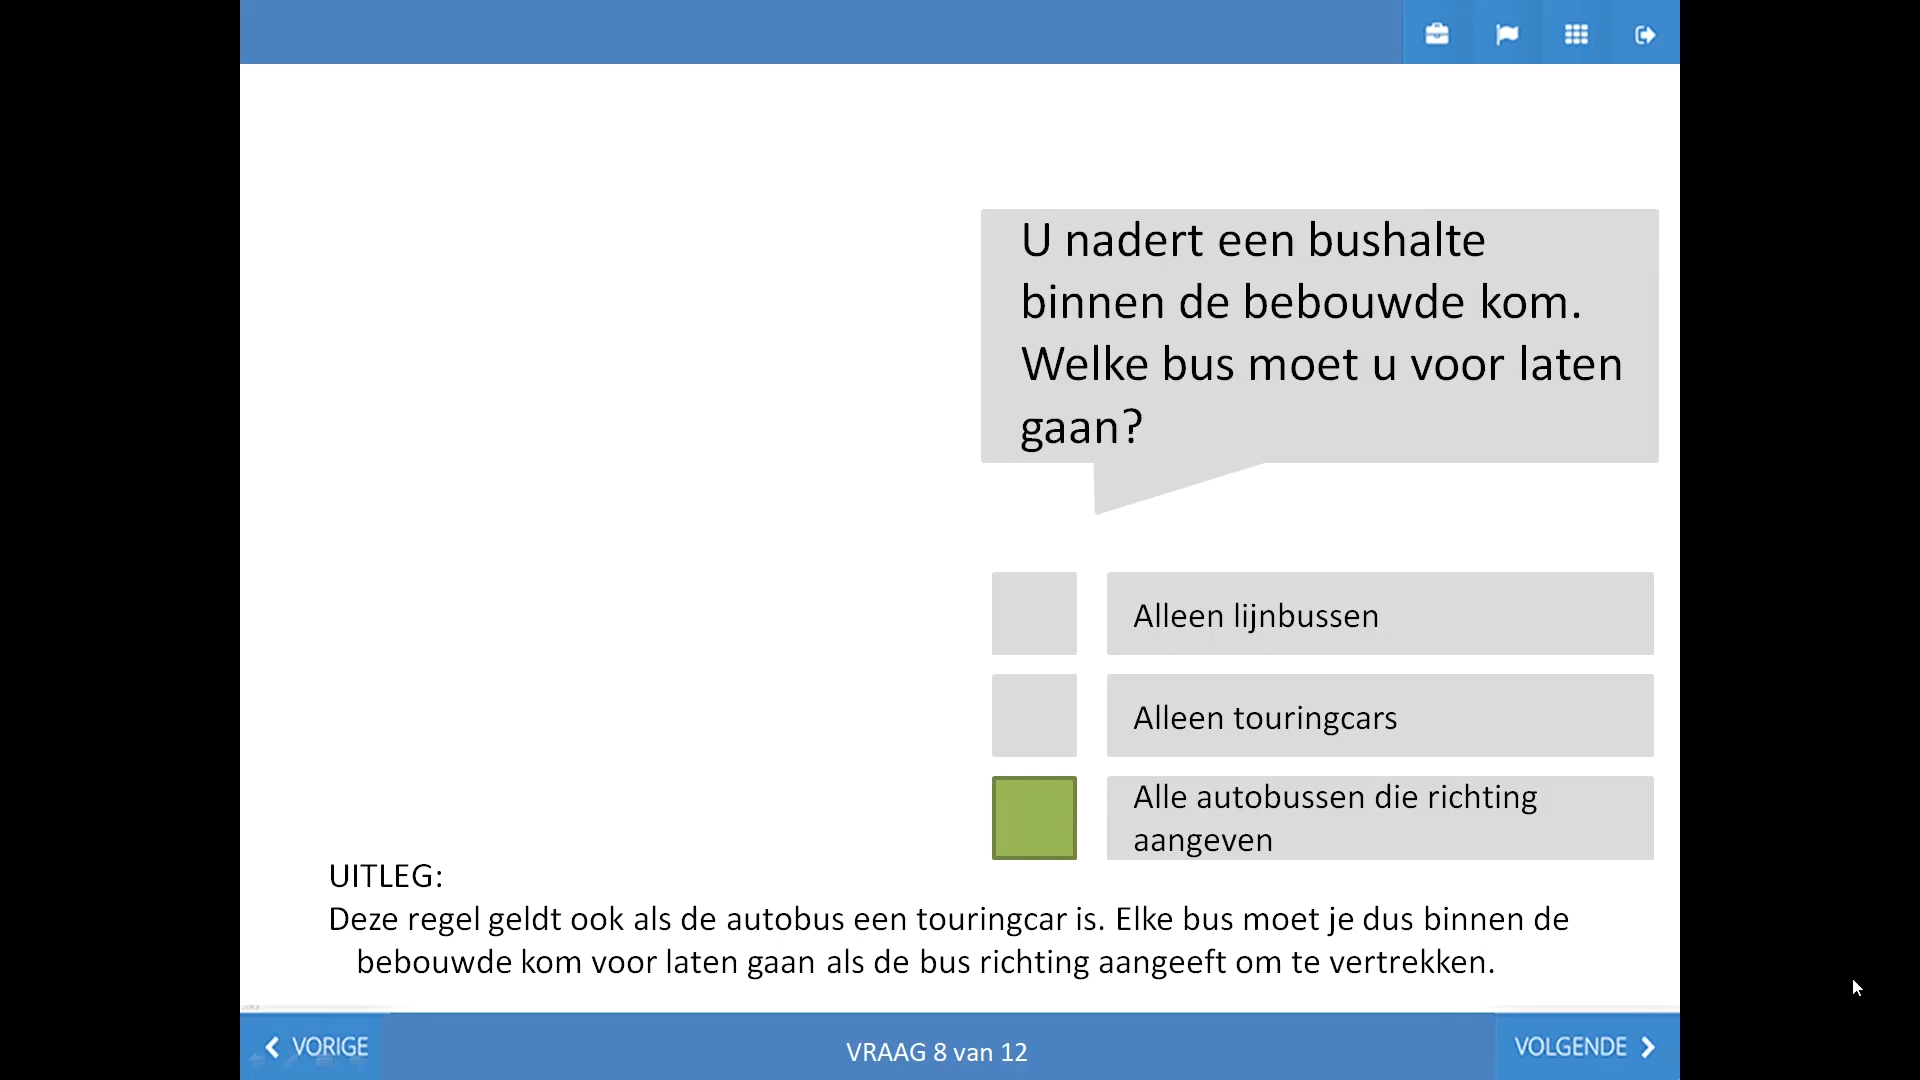 U nadert een bushalte
binnen de bebouwde kom.
Welke bus moet u voor laten
gaan?
Alleen lijnbussen
Alleen touringcars
Alle autobussen die richting
aangeven
UITLEG:
Deze regel geldt ook als de autobus een touringcar is. Elke bus moet je dus binnen de
bebouwde kom voor laten gaan als de bus richting aangeeft om te vertrekken.
VORIGE
VRAAG 8 van 12
VOLGENDE